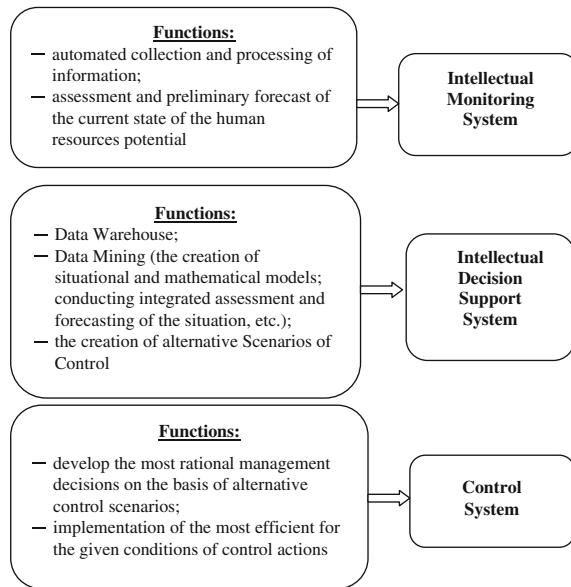 Functions:
— automated collection and processing of
information;
— assessment and preliminary forecast of
the current state of the human
resources potential
Intellectual
Monitoring
System
Functions:
— Data Warehouse;
— Data Mining (the creation of
situational and mathematical models;
conducting integrated assessment and
forecasting of the situation, etc.);
— the creation of alternative Scenarios of
Control
Intellectual
Decision
Support
System
Functions:
— develop the most rational management
decisions on the basis of alternative
control scenarios;
— implementation of the most efficient for
the given conditions of control actions
Control
System